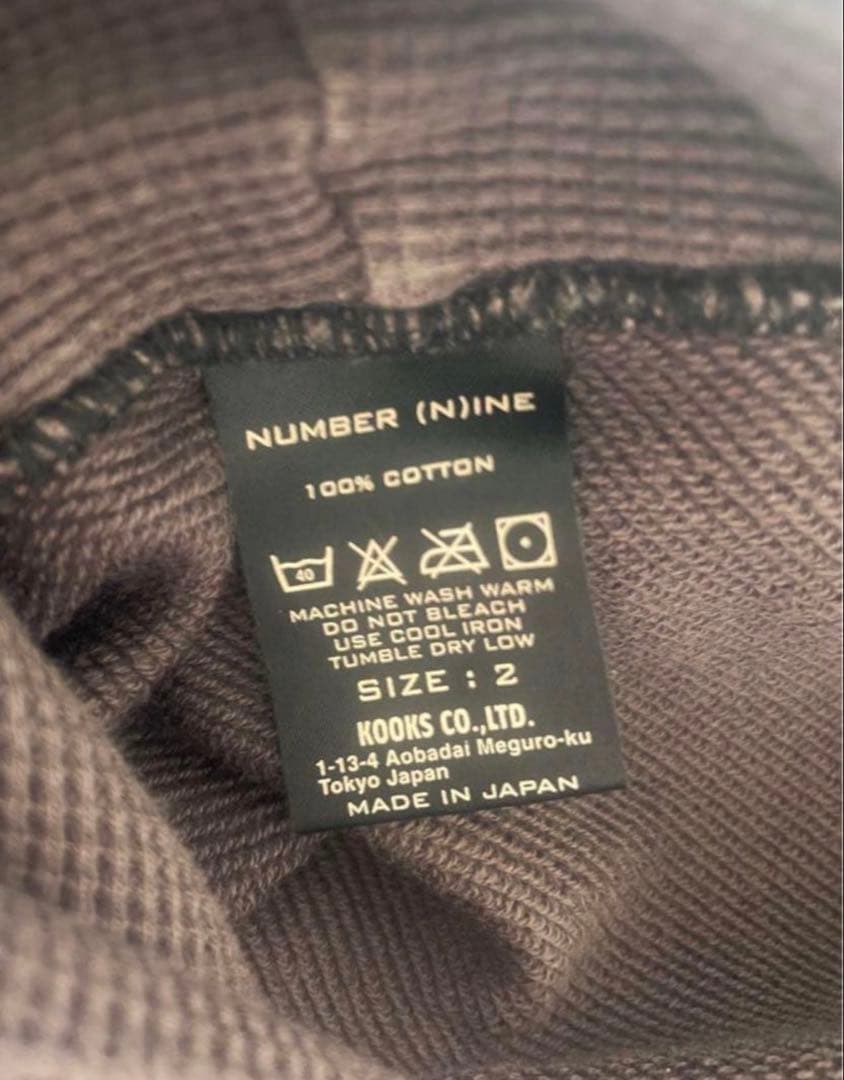 NUMBER (N)INE
100% COTTON
40
MACHINE WASH WARM
DO NOT BLEACH
USE COOL IRON
TUMBLE DRY LOW
SIZE : 2
KOOKS CO.,LTD.
1-13-4 Aobadai Meguro-ku
Tokyo Japan
MADE IN JAPAN